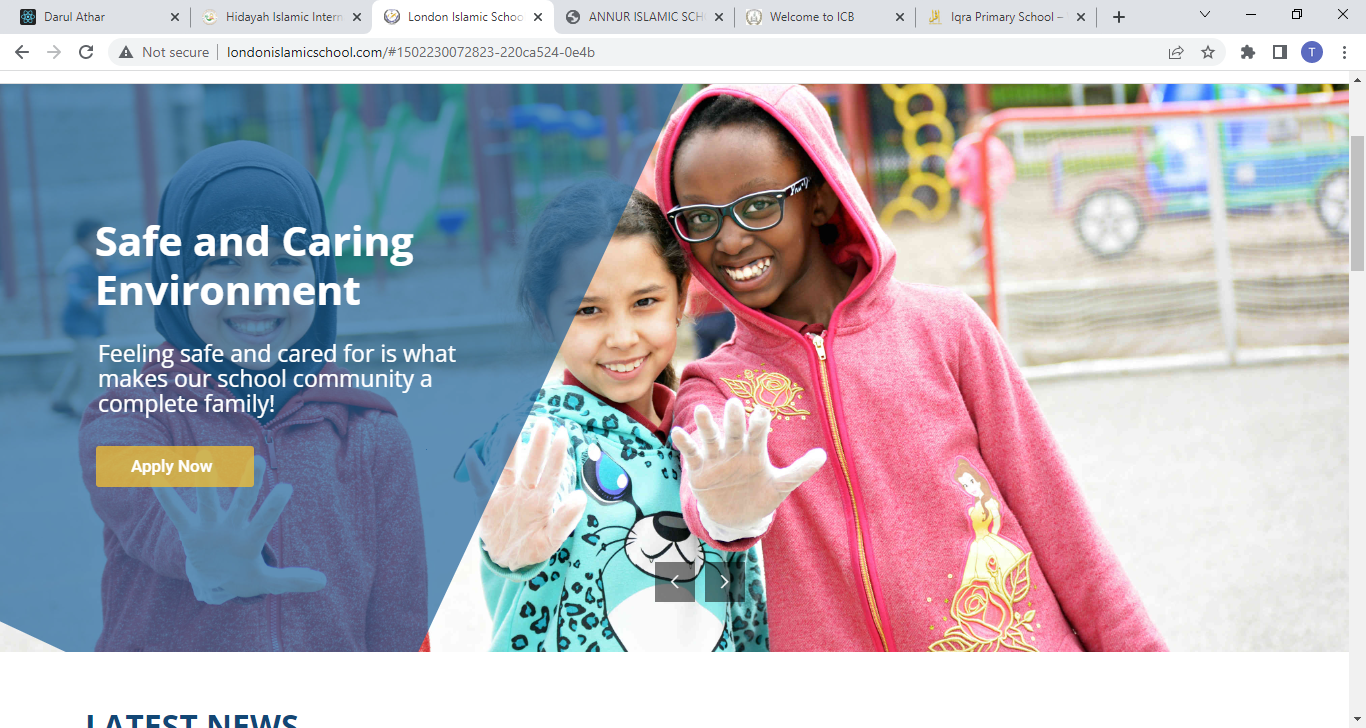 Darul Athar
Hidayah Islamic Intern
London Islamic Schoo
ANNUR ISLAMIC SCH
Welcome to ICB
Iqra Primary School –
Not secure
londonislamicschool.com/#1502230072823-220ca524-0e4b
T
Safe and Caring
Environment
Feeling safe and cared for is what
makes our school community a
complete family!
Apply Now
LATEST NEWS